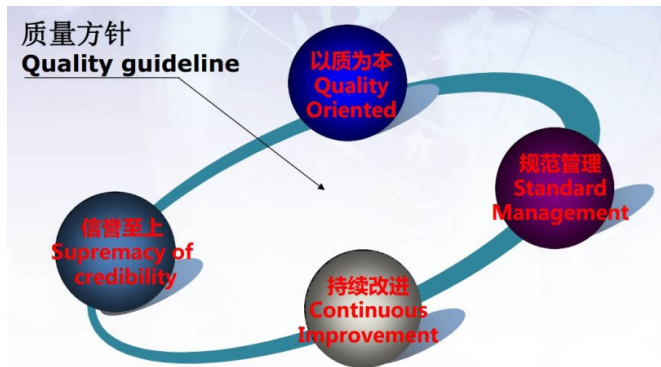 质量方针
Quality guideline
以质为本
Quality
Oriented
规范管理
Standard
Management
持续改进
Continuous
Improvement
信誉至上
Supremacy of
credibility